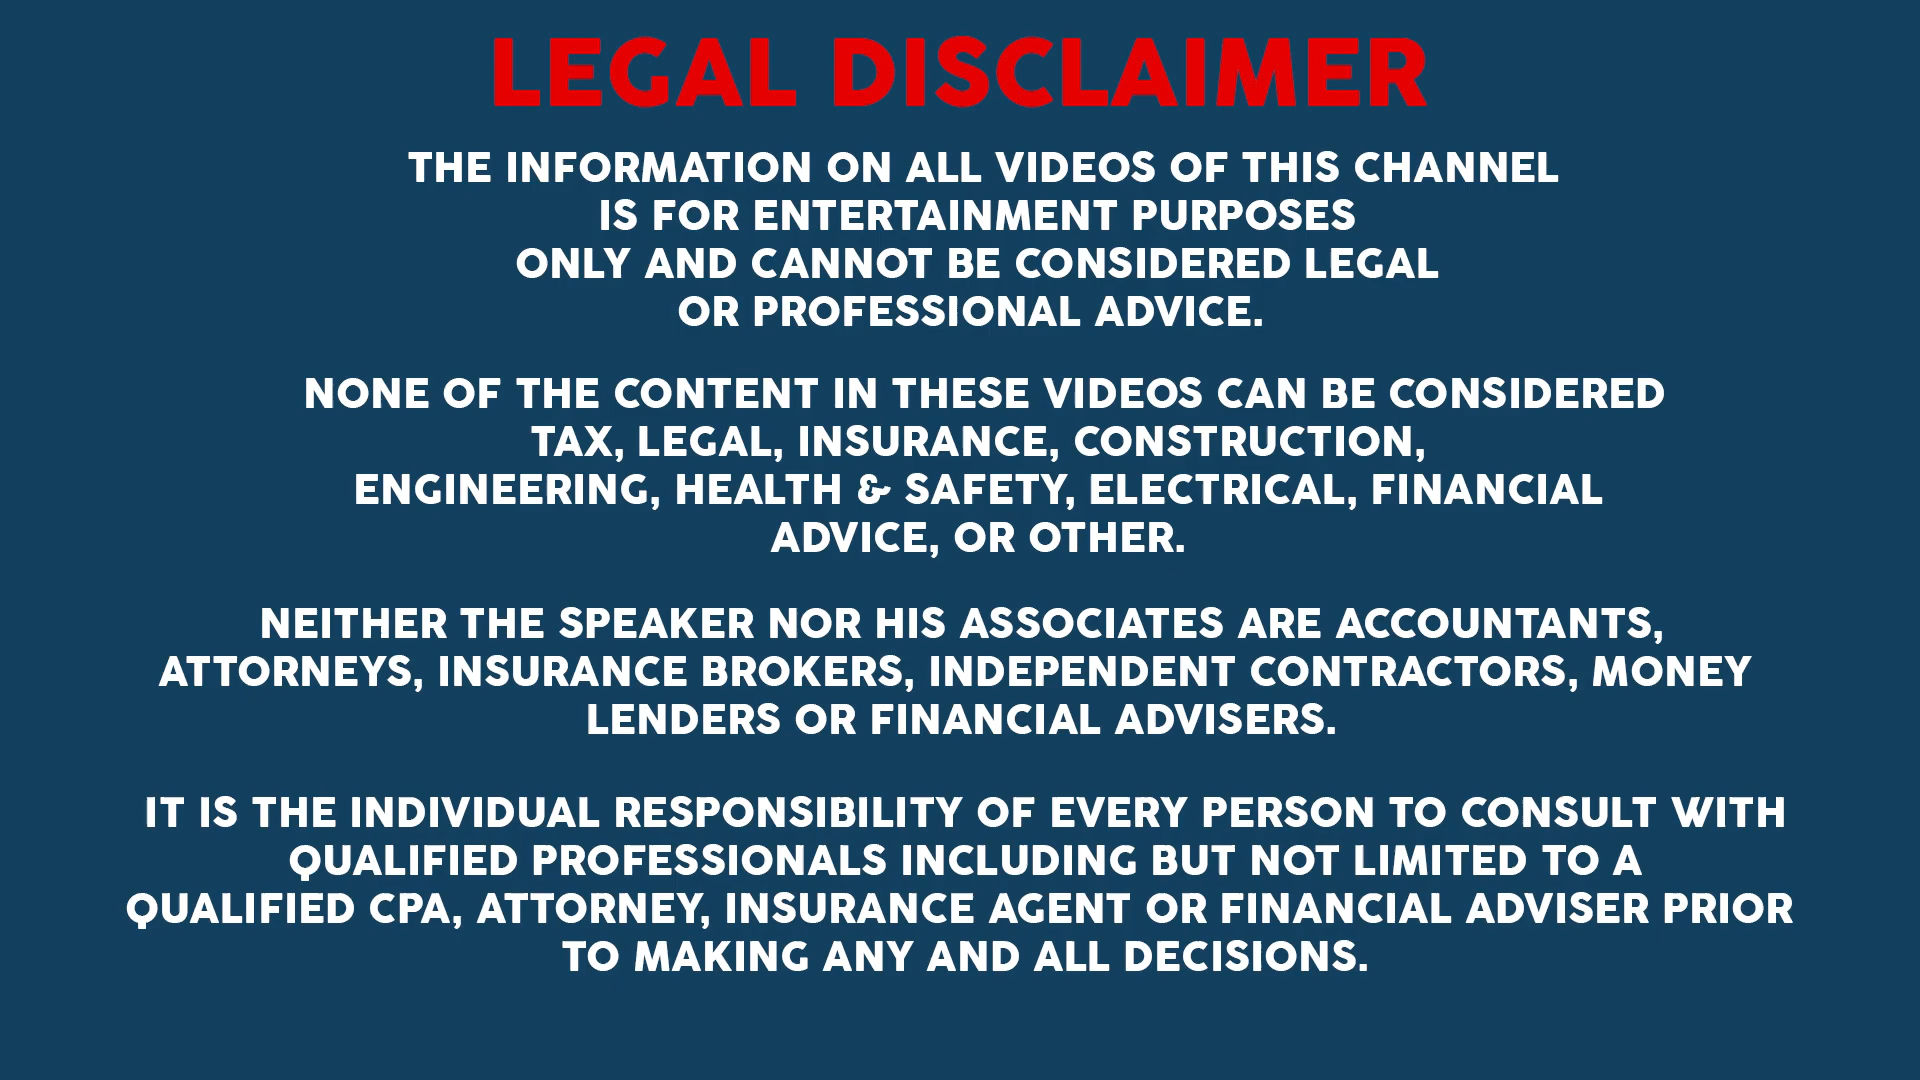 LEGAL DISCLAIMER
THE INFORMATION ON ALL VIDEOS OF THIS CHANNEL
IS FOR ENTERTAINMENT PURPOSES
ONLY AND CANNOT BE CONSIDERED LEGAL
OR PROFESSIONAL ADVICE.
NONE OF THE CONTENT IN THESE VIDEOS CAN BE CONSIDERED
TAX, LEGAL, INSURANCE, CONSTRUCTION,
ENGINEERING, HEALTH & SAFETY, ELECTRICAL, FINANCIAL
ADVICE, OR OTHER.
NEITHER THE SPEAKER NOR HIS ASSOCIATES ARE ACCOUNTANTS,
ATTORNEYS, INSURANCE BROKERS, INDEPENDENT CONTRACTORS, MONEY
LENDERS OR FINANCIAL ADVISERS.
IT IS THE INDIVIDUAL RESPONSIBILITY OF EVERY PERSON TO CONSULT WITH
QUALIFIED PROFESSIONALS INCLUDING BUT NOT LIMITED TO A
QUALIFIED CPA, ATTORNEY, INSURANCE AGENT OR FINANCIAL ADVISER PRIOR
TO MAKING ANY AND ALL DECISIONS.